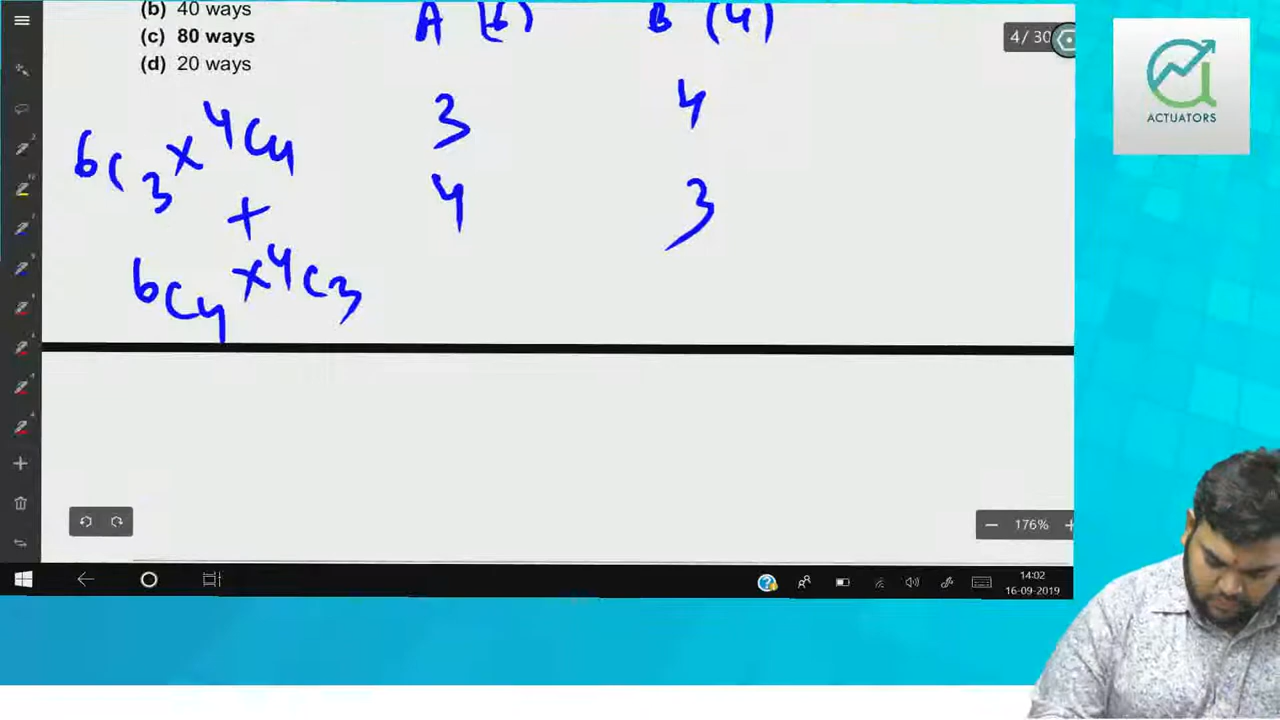 (b) 40 ways
(c) 80 ways
(d) 20 ways
A (6) B (4)
3 4
4 3
6C3 x 4C4
+
6C4 x 4C3
4 / 30
ACTUATORS
176%
14:02
16-09-2019